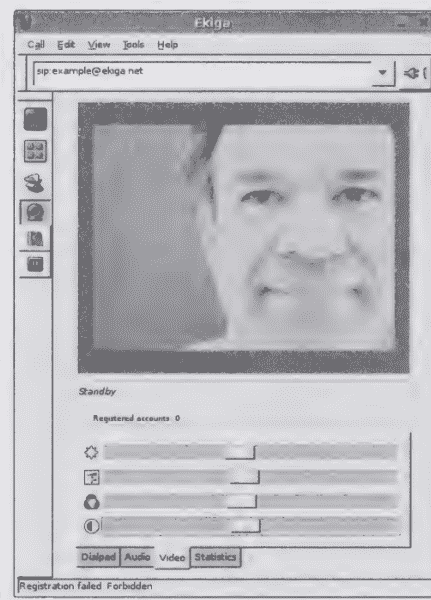 Ekiga
Call Edit View Tools Help
sip:example@ekiga.net
Standby
Registered accounts: 0
Dialpad Audio Video Statistics
Registration failed: Forbidden